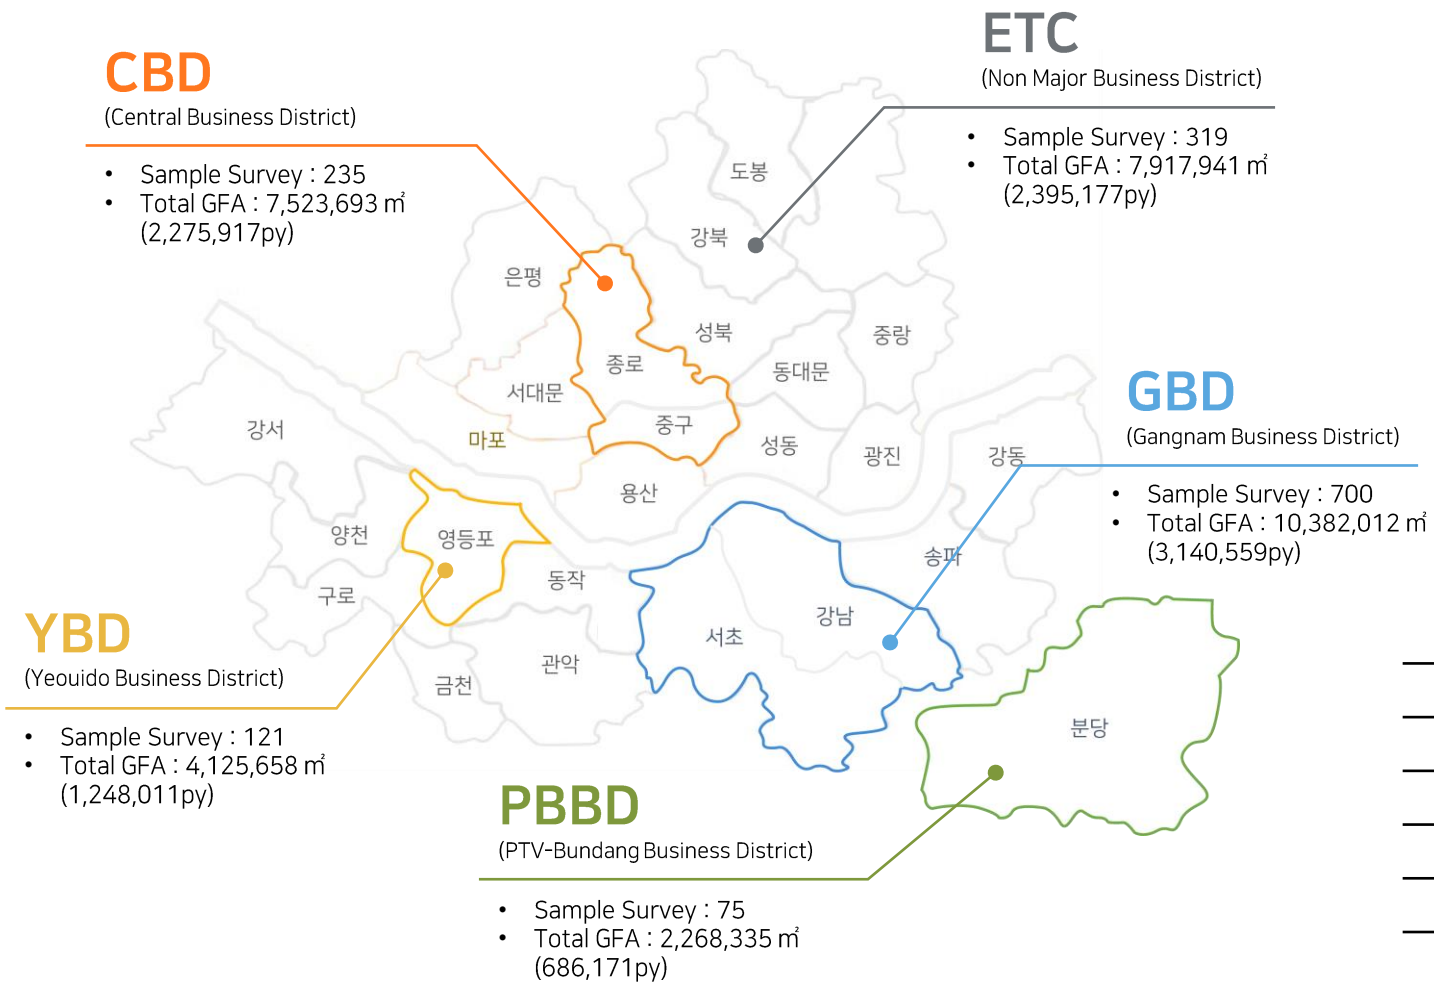 ETC
(Non Major Business District)
• Sample Survey : 319
• Total GFA : 7,917,941 ㎡
(2,395,177py)
CBD
(Central Business District)
• Sample Survey : 235
• Total GFA : 7,523,693 ㎡
(2,275,917py)
도봉
강북
은평
성북
중랑
종로
동대문
서대문
강서
마포
중구
성동
광진
강동
용산
양천
영등포
송파
동작
구로
강남
서초
관악
금천
분당
GBD
(Gangnam Business District)
• Sample Survey : 700
• Total GFA : 10,382,012 ㎡
(3,140,559py)
YBD
(Yeouido Business District)
• Sample Survey : 121
• Total GFA : 4,125,658 ㎡
(1,248,011py)
PBBD
(PTV-Bundang Business District)
• Sample Survey : 75
• Total GFA : 2,268,335 ㎡
(686,171py)